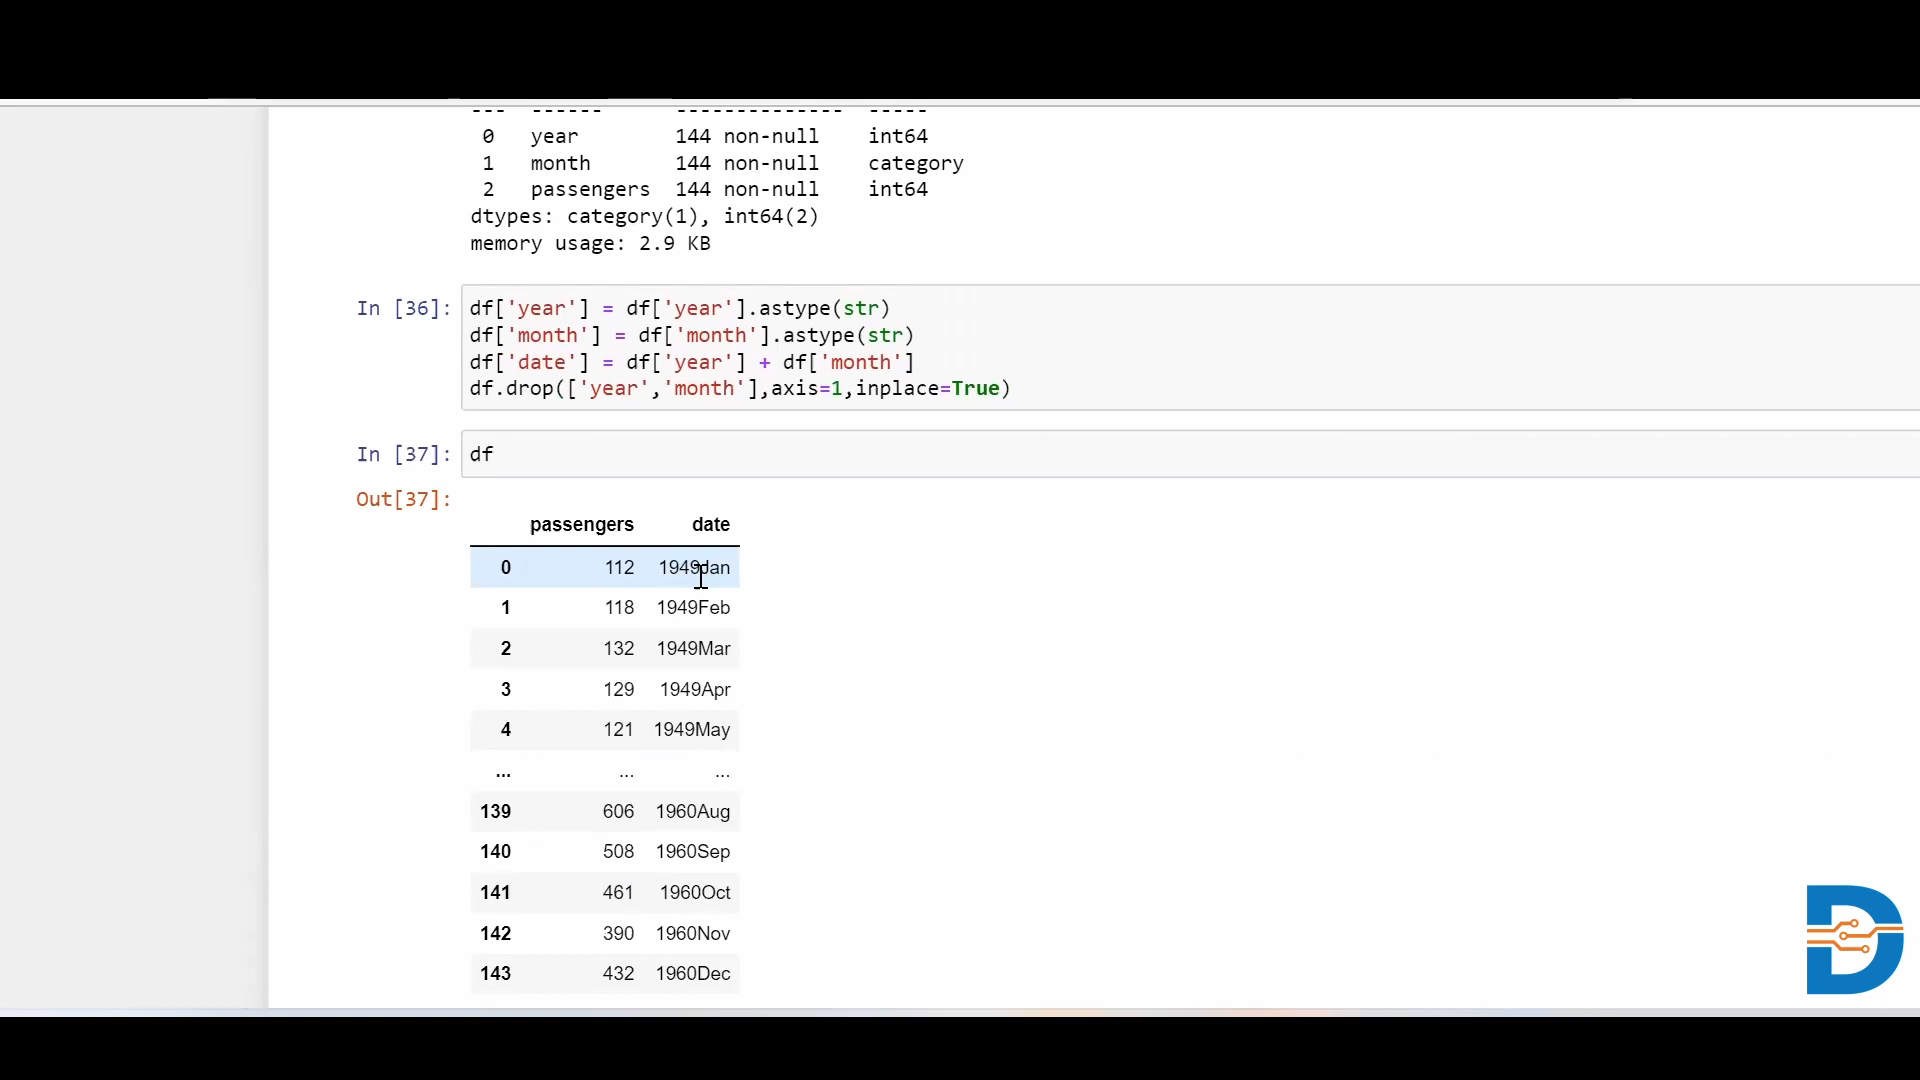 --- ------ -------------- -----
0 year 144 non-null int64
1 month 144 non-null category
2 passengers 144 non-null int64
dtypes: category(1), int64(2)
memory usage: 2.9 KB
In [36]: df['year'] = df['year'].astype(str)
df['month'] = df['month'].astype(str)
df['date'] = df['year'] + df['month']
df.drop(['year','month'],axis=1,inplace=True)
In [37]: df
Out[37]:
passengers date
0 112 1949Jan
1 118 1949Feb
2 132 1949Mar
3 129 1949Apr
4 121 1949May
... ... ...
139 606 1960Aug
140 508 1960Sep
141 461 1960Oct
142 390 1960Nov
143 432 1960Dec